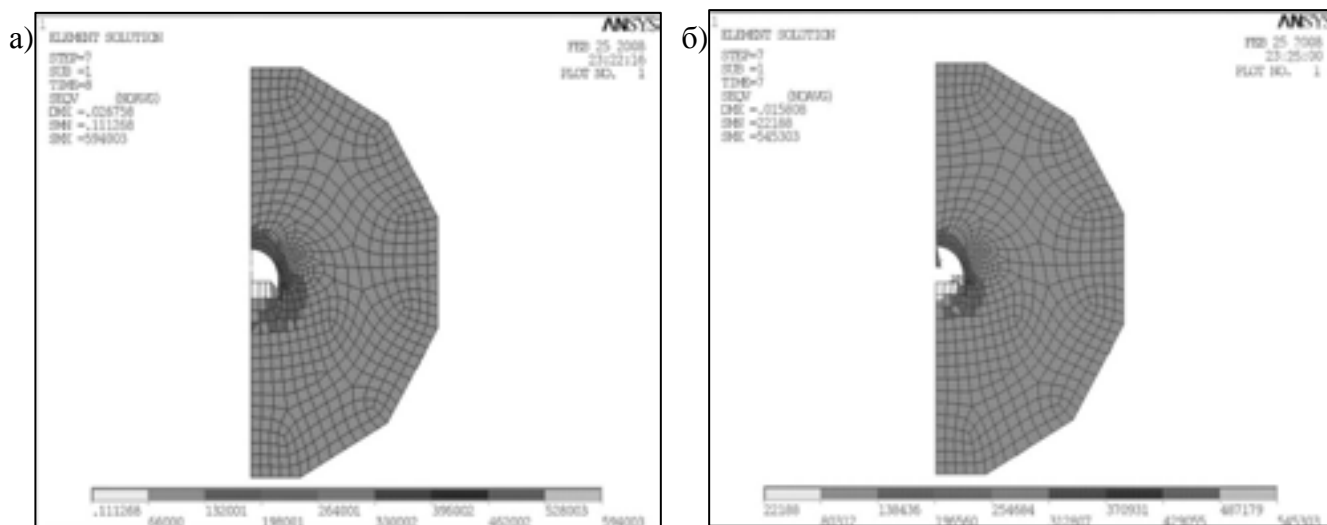 а)
1
ANSYS
ELEMENT SOLUTION
FEB 25 2008
23:22:16
STEP=7
PLOT NO. 1
SUB =1
TIME=8
SEQV (NOAVG)
DMX =.026758
SMN =.111268
SMX =594003
.111268
66000
132001
198001
264001
330002
396002
462002
528003
594003
б)
1
ANSYS
ELEMENT SOLUTION
FEB 25 2008
23:25:00
STEP=7
PLOT NO. 1
SUB =1
TIME=7
SEQV (NOAVG)
DMX =.015808
SMN =22188
SMX =545303
22188
80312
138436
196560
254684
312807
370931
429055
487179
545303